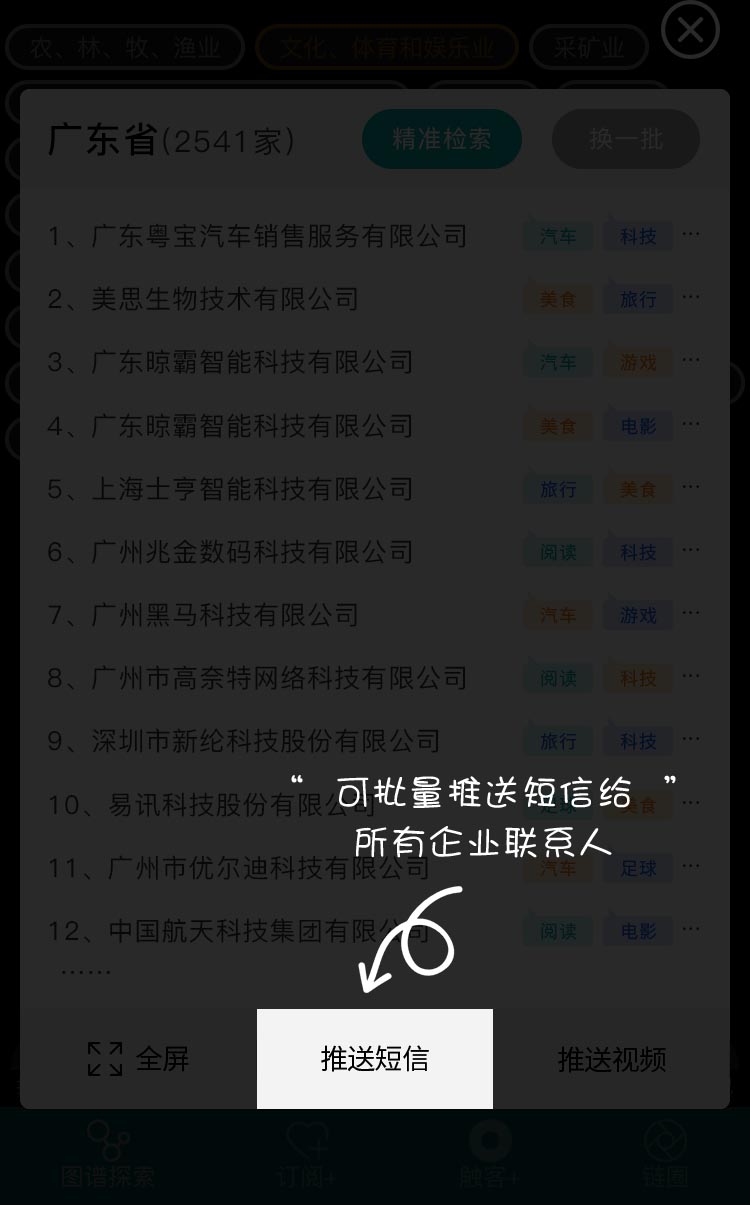 农、林、牧、渔业 文化、体育和娱乐业 采矿业
广东省(2541家) 精准检索 换一批
1、广东粤宝汽车销售服务有限公司 汽车 科技 ...
2、美思生物技术有限公司 美食 旅行 ...
3、广东晾霸智能科技有限公司 汽车 游戏 ...
4、广东晾霸智能科技有限公司 美食 电影 ...
5、上海士亨智能科技有限公司 旅行 美食 ...
6、广州兆金数码科技有限公司 阅读 科技 ...
7、广州黑马科技有限公司 汽车 游戏 ...
8、广州市高奈特网络科技有限公司 阅读 科技 ...
9、深圳市新纶科技股份有限公司 旅行 科技 ...
“ 可批量推送短信给 ”
10、易讯科技股份有限公司 足球 美食 ...
所有企业联系人
11、广州市优尔迪科技有限公司 汽车 足球 ...
12、中国航天科技集团有限公司 阅读 电影 ...
······
全屏 推送短信 推送视频
图谱探索 订阅+ 触客+ 链圈